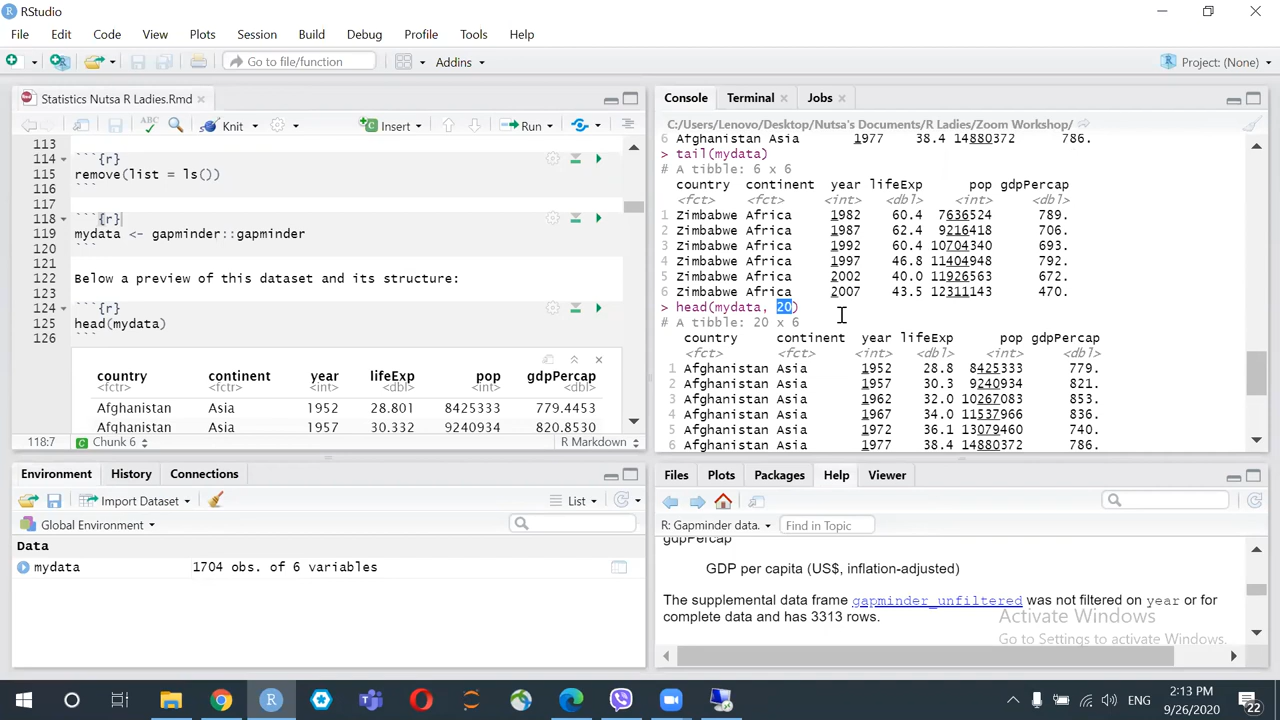 RStudio
File Edit Code View Plots Session Build Debug Profile Tools Help
Go to file/function Addins Project: (None)
Statistics Nutsa R Ladies.Rmd
ABC Knit Insert Run
113
114 ```{r}
115 remove(list = ls())
116 ```
117
118 ```{r}
119 mydata <- gapminder::gapminder
120 ```
121
122 Below a preview of this dataset and its structure:
123
124 ```{r}
125 head(mydata)
126 ```
country continent year lifeExp pop gdpPercap
<fctr> <fctr> <int> <dbl> <int> <dbl>
Afghanistan Asia 1952 28.801 8425333 779.4453
Afghanistan Asia 1957 30.332 9240934 820.8530
118:7 Chunk 6 R Markdown
Console Terminal Jobs
C:/Users/Lenovo/Desktop/Nutsa's Documents/R Ladies/Zoom Workshop/
6 Afghanistan Asia 1977 38.4 14880372 786.
> tail(mydata)
# A tibble: 6 x 6
country continent year lifeExp pop gdpPercap
<fct> <fct> <int> <dbl> <int> <dbl>
1 Zimbabwe Africa 1982 60.4 7636524 789.
2 Zimbabwe Africa 1987 62.4 9216418 706.
3 Zimbabwe Africa 1992 60.4 10704340 693.
4 Zimbabwe Africa 1997 46.8 11404948 792.
5 Zimbabwe Africa 2002 40.0 11926563 672.
6 Zimbabwe Africa 2007 43.5 12311143 470.
> head(mydata, 20)
# A tibble: 20 x 6
country continent year lifeExp pop gdpPercap
<fct> <fct> <int> <dbl> <int> <dbl>
1 Afghanistan Asia 1952 28.8 8425333 779.
2 Afghanistan Asia 1957 30.3 9240934 821.
3 Afghanistan Asia 1962 32.0 10267083 853.
4 Afghanistan Asia 1967 34.0 11537966 836.
5 Afghanistan Asia 1972 36.1 13079460 740.
6 Afghanistan Asia 1977 38.4 14880372 786.
Environment History Connections
Import Dataset List
Global Environment
Data
mydata 1704 obs. of 6 variables
Files Plots Packages Help Viewer
R: Gapminder data. Find in Topic
gdpPercap
GDP per capita (US$, inflation-adjusted)
The supplemental data frame gapminder_unfiltered was not filtered on year or for
complete data and has 3313 rows.
Activate Windows
Go to Settings to activate Windows.
ENG 2:13 PM
9/26/2020
22